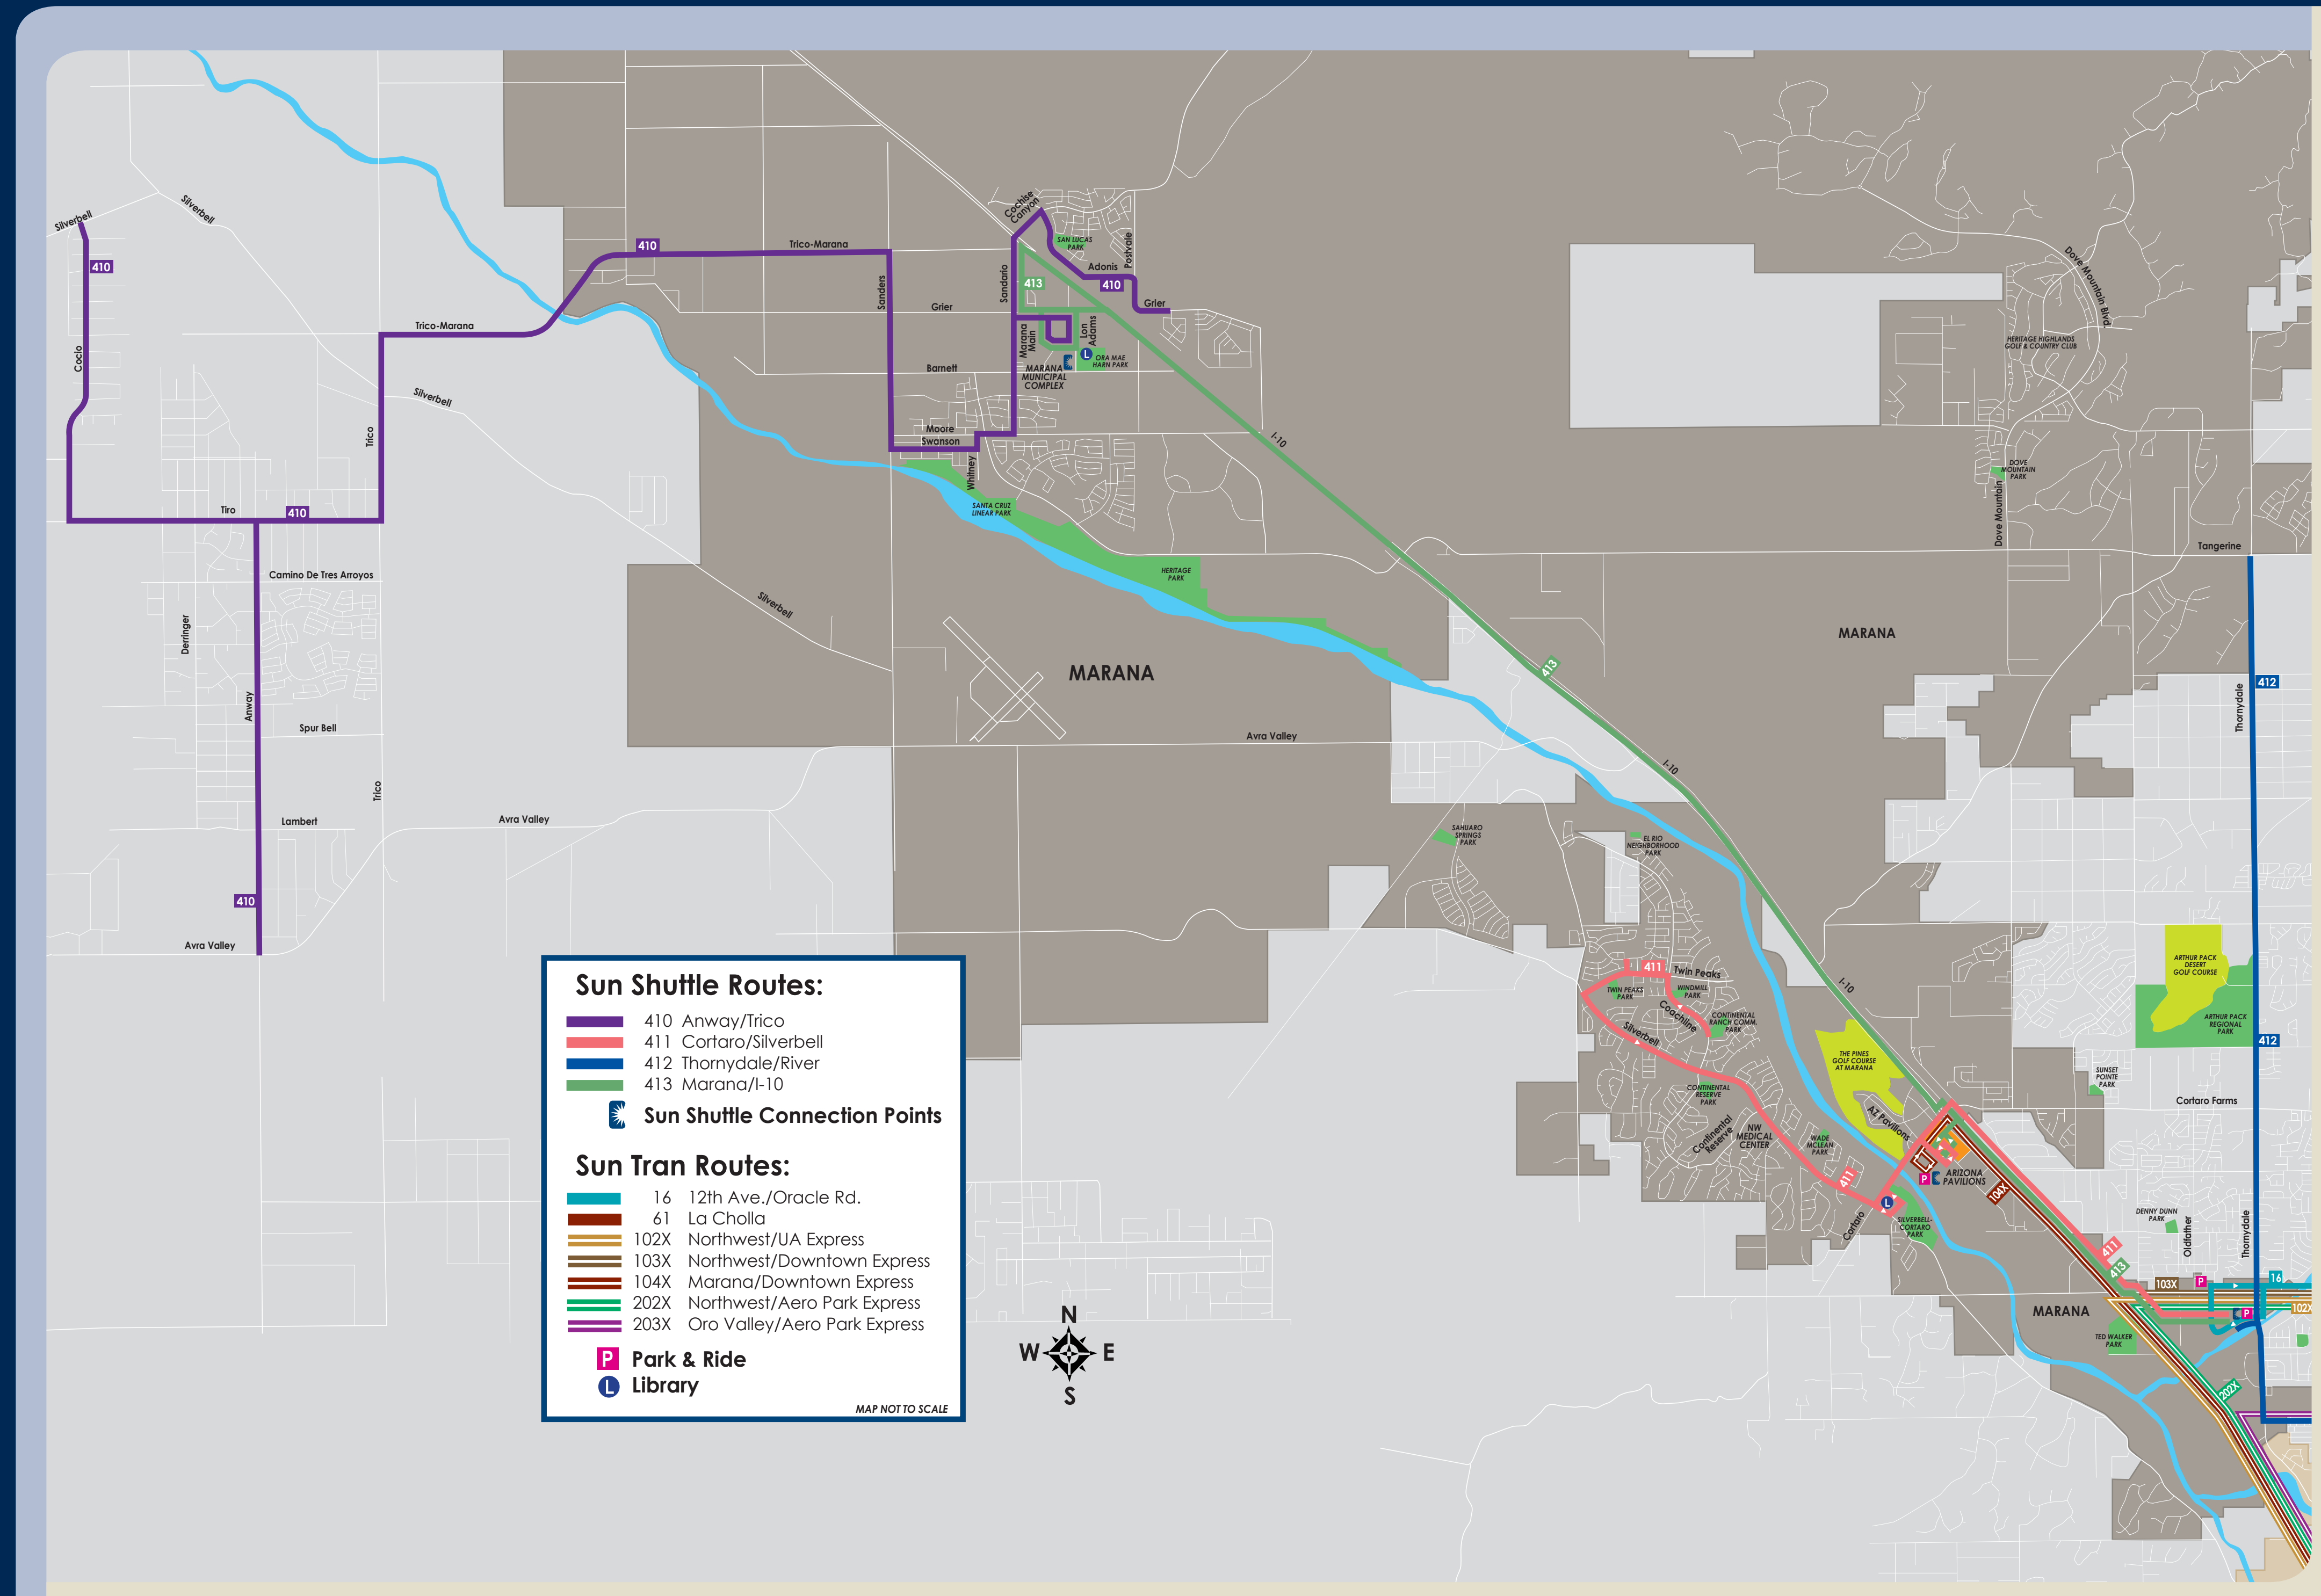 Silverbell
Silverbell
410
Cocio
Trico-Marana
Silverbell
Trico
Tiro
410
Camino De Tres Arroyos
Derringer
Anway
Spur Bell
Trico
Lambert
Avra Valley
410
Avra Valley
410
Trico-Marana
Sanders
Cochise
Canyon
SAN LUCAS
PARK
Postvale
Adonis
410
Grier
Sandario
413
Grier
Marana
Main
Lon
Adams
L
ORA MAE
HARN PARK
MARANA
MUNICIPAL
COMPLEX
Barnett
Moore
Swanson
Whitney
SANTA CRUZ
LINEAR PARK
HERITAGE
PARK
I-10
Silverbell
MARANA
Avra Valley
413
I-10
MARANA
Dove Mountain Blvd.
HERITAGE HIGHLANDS
GOLF & COUNTRY CLUB
DOVE
MOUNTAIN
PARK
Dove Mountain
Tangerine
412
Thornydale
SAHUARO
SPRINGS
PARK
EL RIO
NEIGHBORHOOD
PARK
411
Twin Peaks
TWIN PEAKS
PARK
WINDMILL
PARK
Coachline
CONTINENTAL
RANCH COMM.
PARK
Silverbell
CONTINENTAL
RESERVE
PARK
Continental
Reserve
NW
MEDICAL
CENTER
WADE
MCLEAN
PARK
411
Cortaro
L
SILVERBELL-
CORTARO
PARK
I-10
THE PINES
GOLF COURSE
AT MARANA
AZ Pavilions
P
ARIZONA
PAVILIONS
104X
ARTHUR PACK
DESERT
GOLF COURSE
ARTHUR PACK
REGIONAL
PARK
412
SUNSET
POINTE
PARK
Cortaro Farms
DENNY DUNN
PARK
Oldfather
Thornydale
411
413
103X
P
16
102X
P
MARANA
TED WALKER
PARK
202X
Sun Shuttle Routes:
410 Anway/Trico
411 Cortaro/Silverbell
412 Thornydale/River
413 Marana/I-10
Sun Shuttle Connection Points
Sun Tran Routes:
16 12th Ave./Oracle Rd.
61 La Cholla
102X Northwest/UA Express
103X Northwest/Downtown Express
104X Marana/Downtown Express
202X Northwest/Aero Park Express
203X Oro Valley/Aero Park Express
P Park & Ride
L Library
MAP NOT TO SCALE
N
W E
S